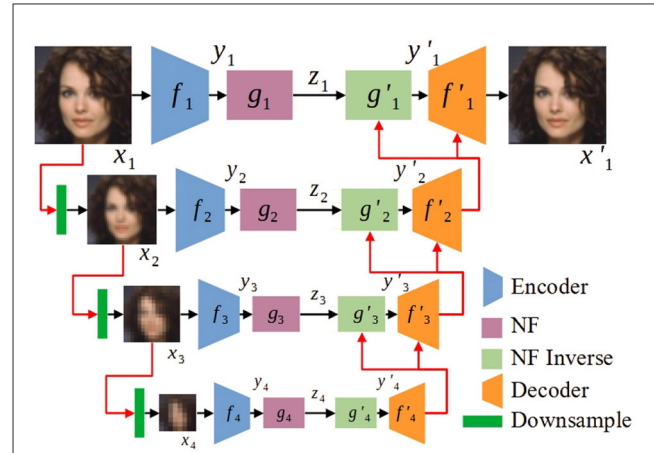 y₁ y'₁
f₁ g₁ z₁ g'₁ f'₁
x₁ x'₁
y₂ y'₂
f₂ g₂ z₂ g'₂ f'₂
x₂
y₃ y'₃
f₃ g₃ z₃ g'₃ f'₃
x₃
y₄ y'₄
f₄ g₄ z₄ g'₄ f'₄
x₄
Encoder
NF
NF Inverse
Decoder
Downsample